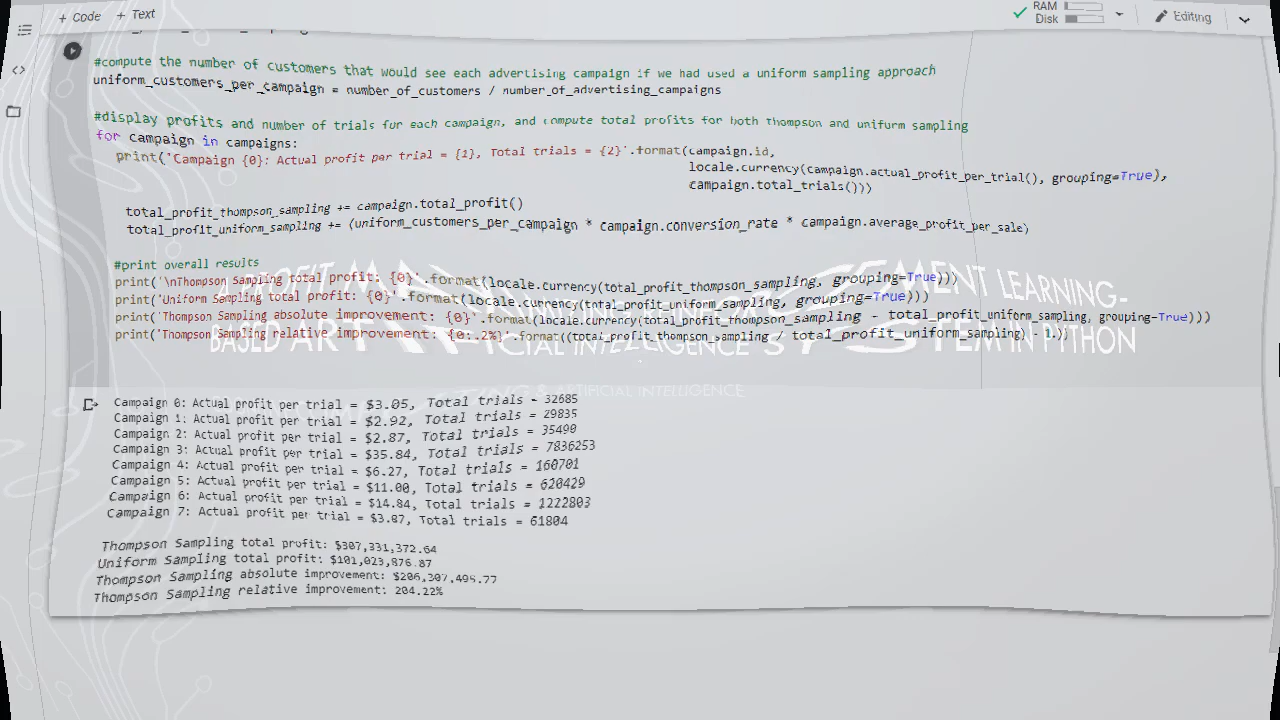 + Code + Text
RAM
Disk
Editing
#compute the number of customers that would see each advertising campaign if we had used a uniform sampling approach
uniform_customers_per_campaign = number_of_customers / number_of_advertising_campaigns
#display profits and number of trials for each campaign, and compute total profits for both Thompson and uniform sampling
for campaign in campaigns:
print('Campaign {0}: Actual profit per trial = {1}, Total trials = {2}'.format(campaign.id,
locale.currency(campaign.actual_profit_per_trial(), grouping=True),
campaign.total_trials()))
total_profit_thompson_sampling += campaign.total_profit()
total_profit_uniform_sampling += (uniform_customers_per_campaign * campaign.conversion_rate * campaign.average_profit_per_sale)
#print overall results
print('\nThompson Sampling total profit: {0}'.format(locale.currency(total_profit_thompson_sampling, grouping=True)))
print('Uniform Sampling total profit: {0}'.format(locale.currency(total_profit_uniform_sampling, grouping=True)))
print('Thompson Sampling absolute improvement: {0}'.format(locale.currency(total_profit_thompson_sampling - total_profit_uniform_sampling, grouping=True)))
print('Thompson Sampling relative improvement: {0:.2%}'.format((total_profit_thompson_sampling / total_profit_uniform_sampling) - 1.))
PROFIT LEARNING-
BASED IN PYTHON
& ARTIFICIAL INTELLIGENCE
Campaign 0: Actual profit per trial = $3.05, Total trials = 32685
Campaign 1: Actual profit per trial = $2.92, Total trials = 29835
Campaign 2: Actual profit per trial = $2.87, Total trials = 35490
Campaign 3: Actual profit per trial = $35.84, Total trials = 7836253
Campaign 4: Actual profit per trial = $6.27, Total trials = 160701
Campaign 5: Actual profit per trial = $11.00, Total trials = 620429
Campaign 6: Actual profit per trial = $14.84, Total trials = 1222803
Campaign 7: Actual profit per trial = $3.87, Total trials = 61804
Thompson Sampling total profit: $307,331,372.64
Uniform Sampling total profit: $101,023,876.87
Thompson Sampling absolute improvement: $206,307,495.77
Thompson Sampling relative improvement: 204.22%